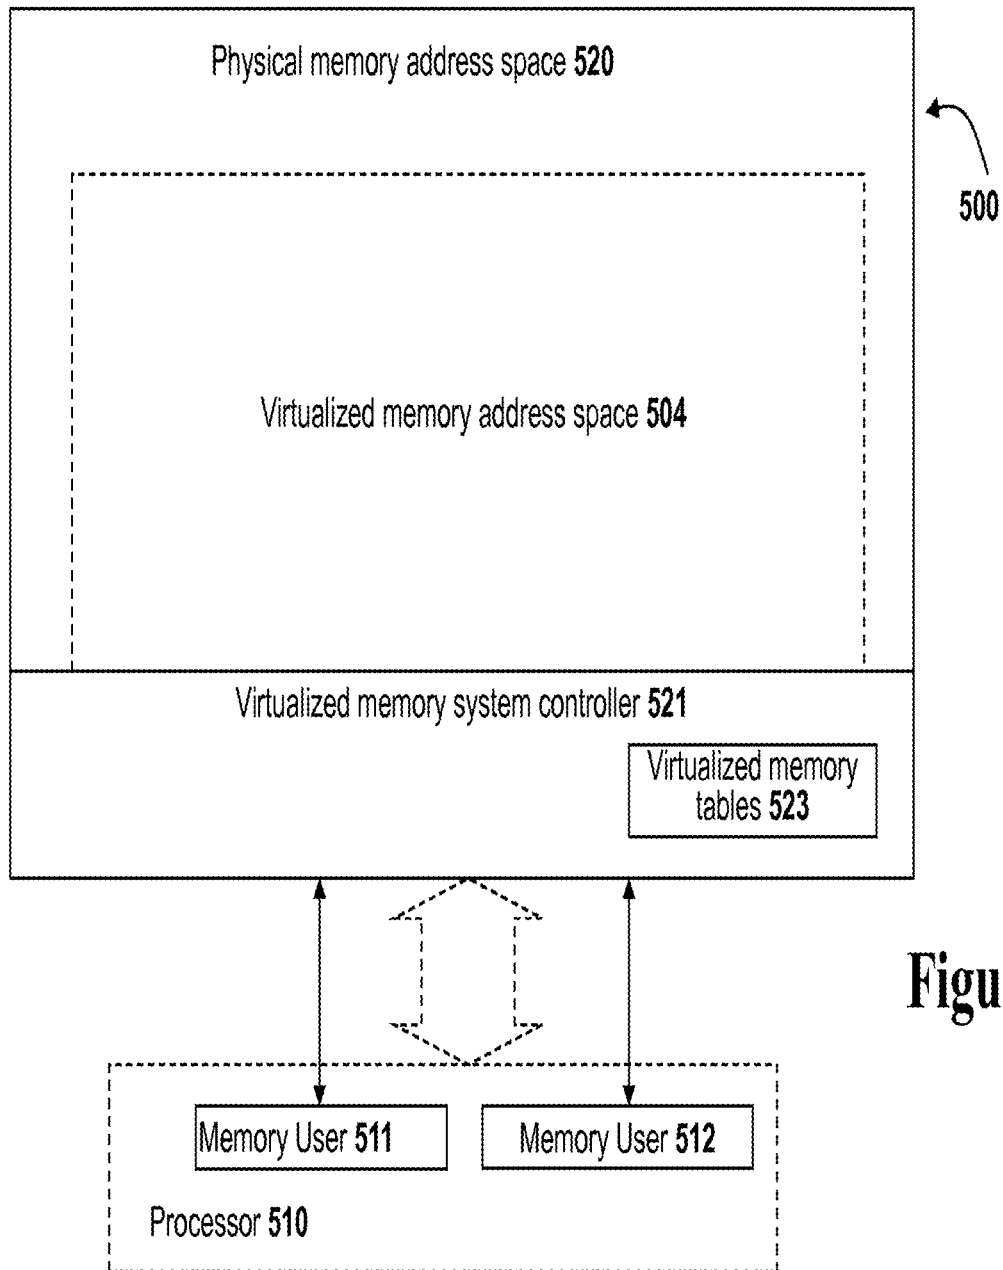 Physical memory address space 520
500
Virtualized memory address space 504
Virtualized memory system controller 521
Virtualized memory
tables 523
Figu
Memory User 511
Memory User 512
Processor 510